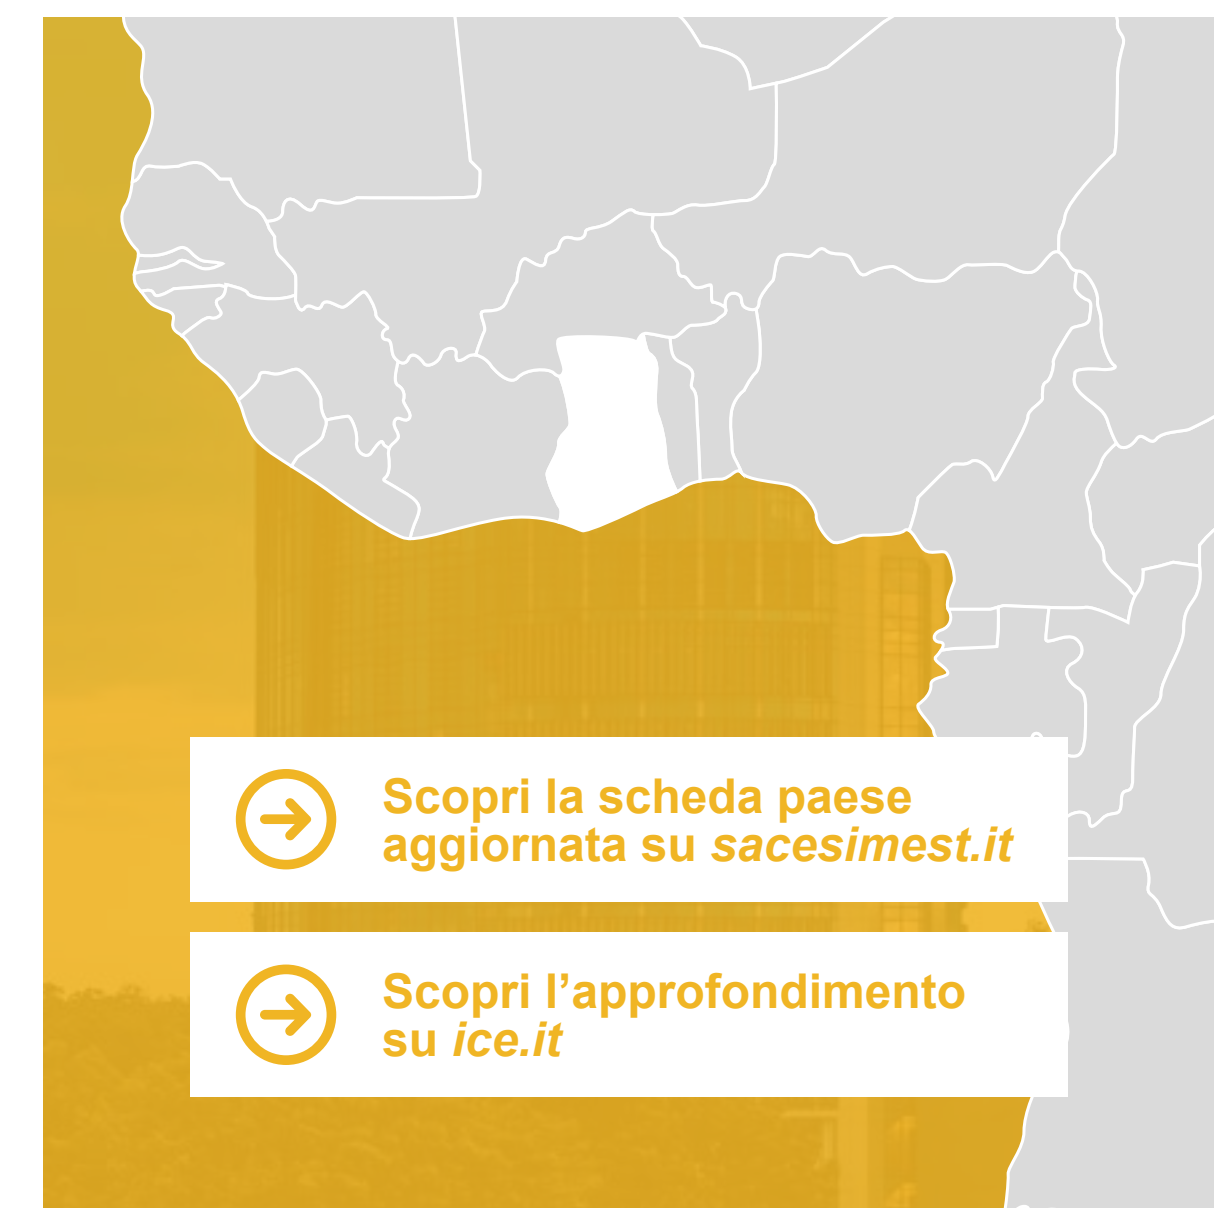 Scopri la scheda paese
aggiornata su sacesimest.it
Scopri l’approfondimento
su ice.it